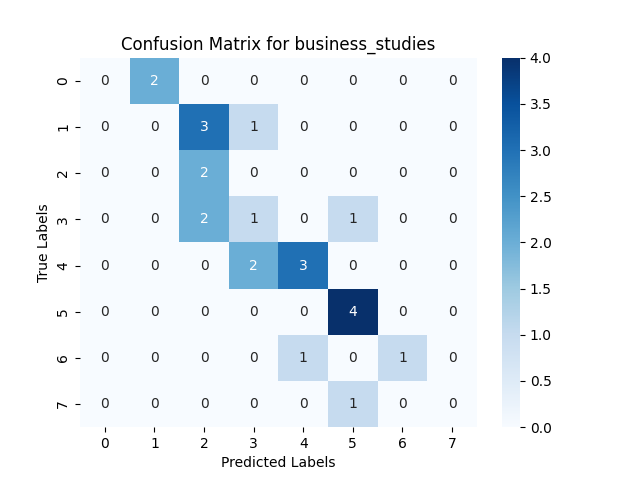 Confusion Matrix for business_studies
0 0 2 0 0 0 0 0 0
1 0 0 3 1 0 0 0 0
2 0 0 2 0 0 0 0 0
3 0 0 2 1 0 1 0 0
4 0 0 0 2 3 0 0 0
5 0 0 0 0 0 4 0 0
6 0 0 0 0 1 0 1 0
7 0 0 0 0 0 1 0 0
0 1 2 3 4 5 6 7
True Labels
Predicted Labels
4.0
3.5
3.0
2.5
2.0
1.5
1.0
0.5
0.0